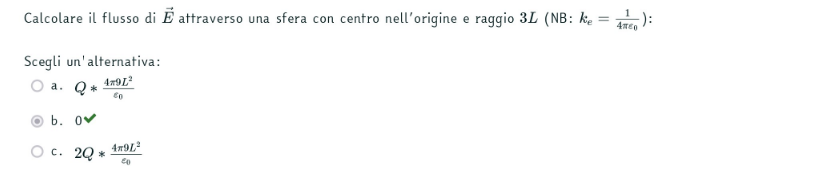 Calcolare il flusso di $\vec{E}$ attraverso una sfera con centro nell'origine e raggio $3L$ (NB: $k_e = \frac{1}{4\pi\varepsilon_0}$):
Scegli un'alternativa:
a. $Q * \frac{4\pi 9L^2}{\varepsilon_0}$
b. 0✔
c. $2Q * \frac{4\pi 9L^2}{\varepsilon_0}$